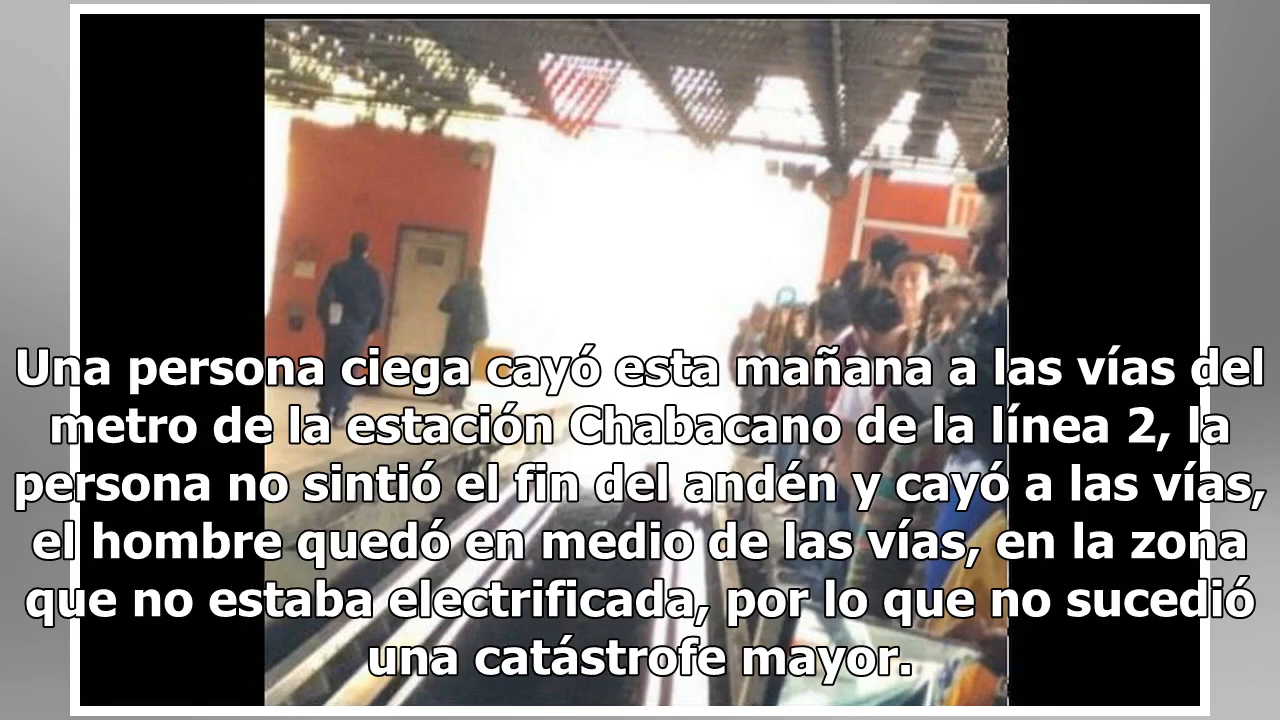 Una persona ciega cayó esta mañana a las vías del
metro de la estación Chabacano de la línea 2, la
persona no sintió el fin del andén y cayó a las vías,
el hombre quedó en medio de las vías, en la zona
que no estaba electrificada, por lo que no sucedió
una catástrofe mayor.